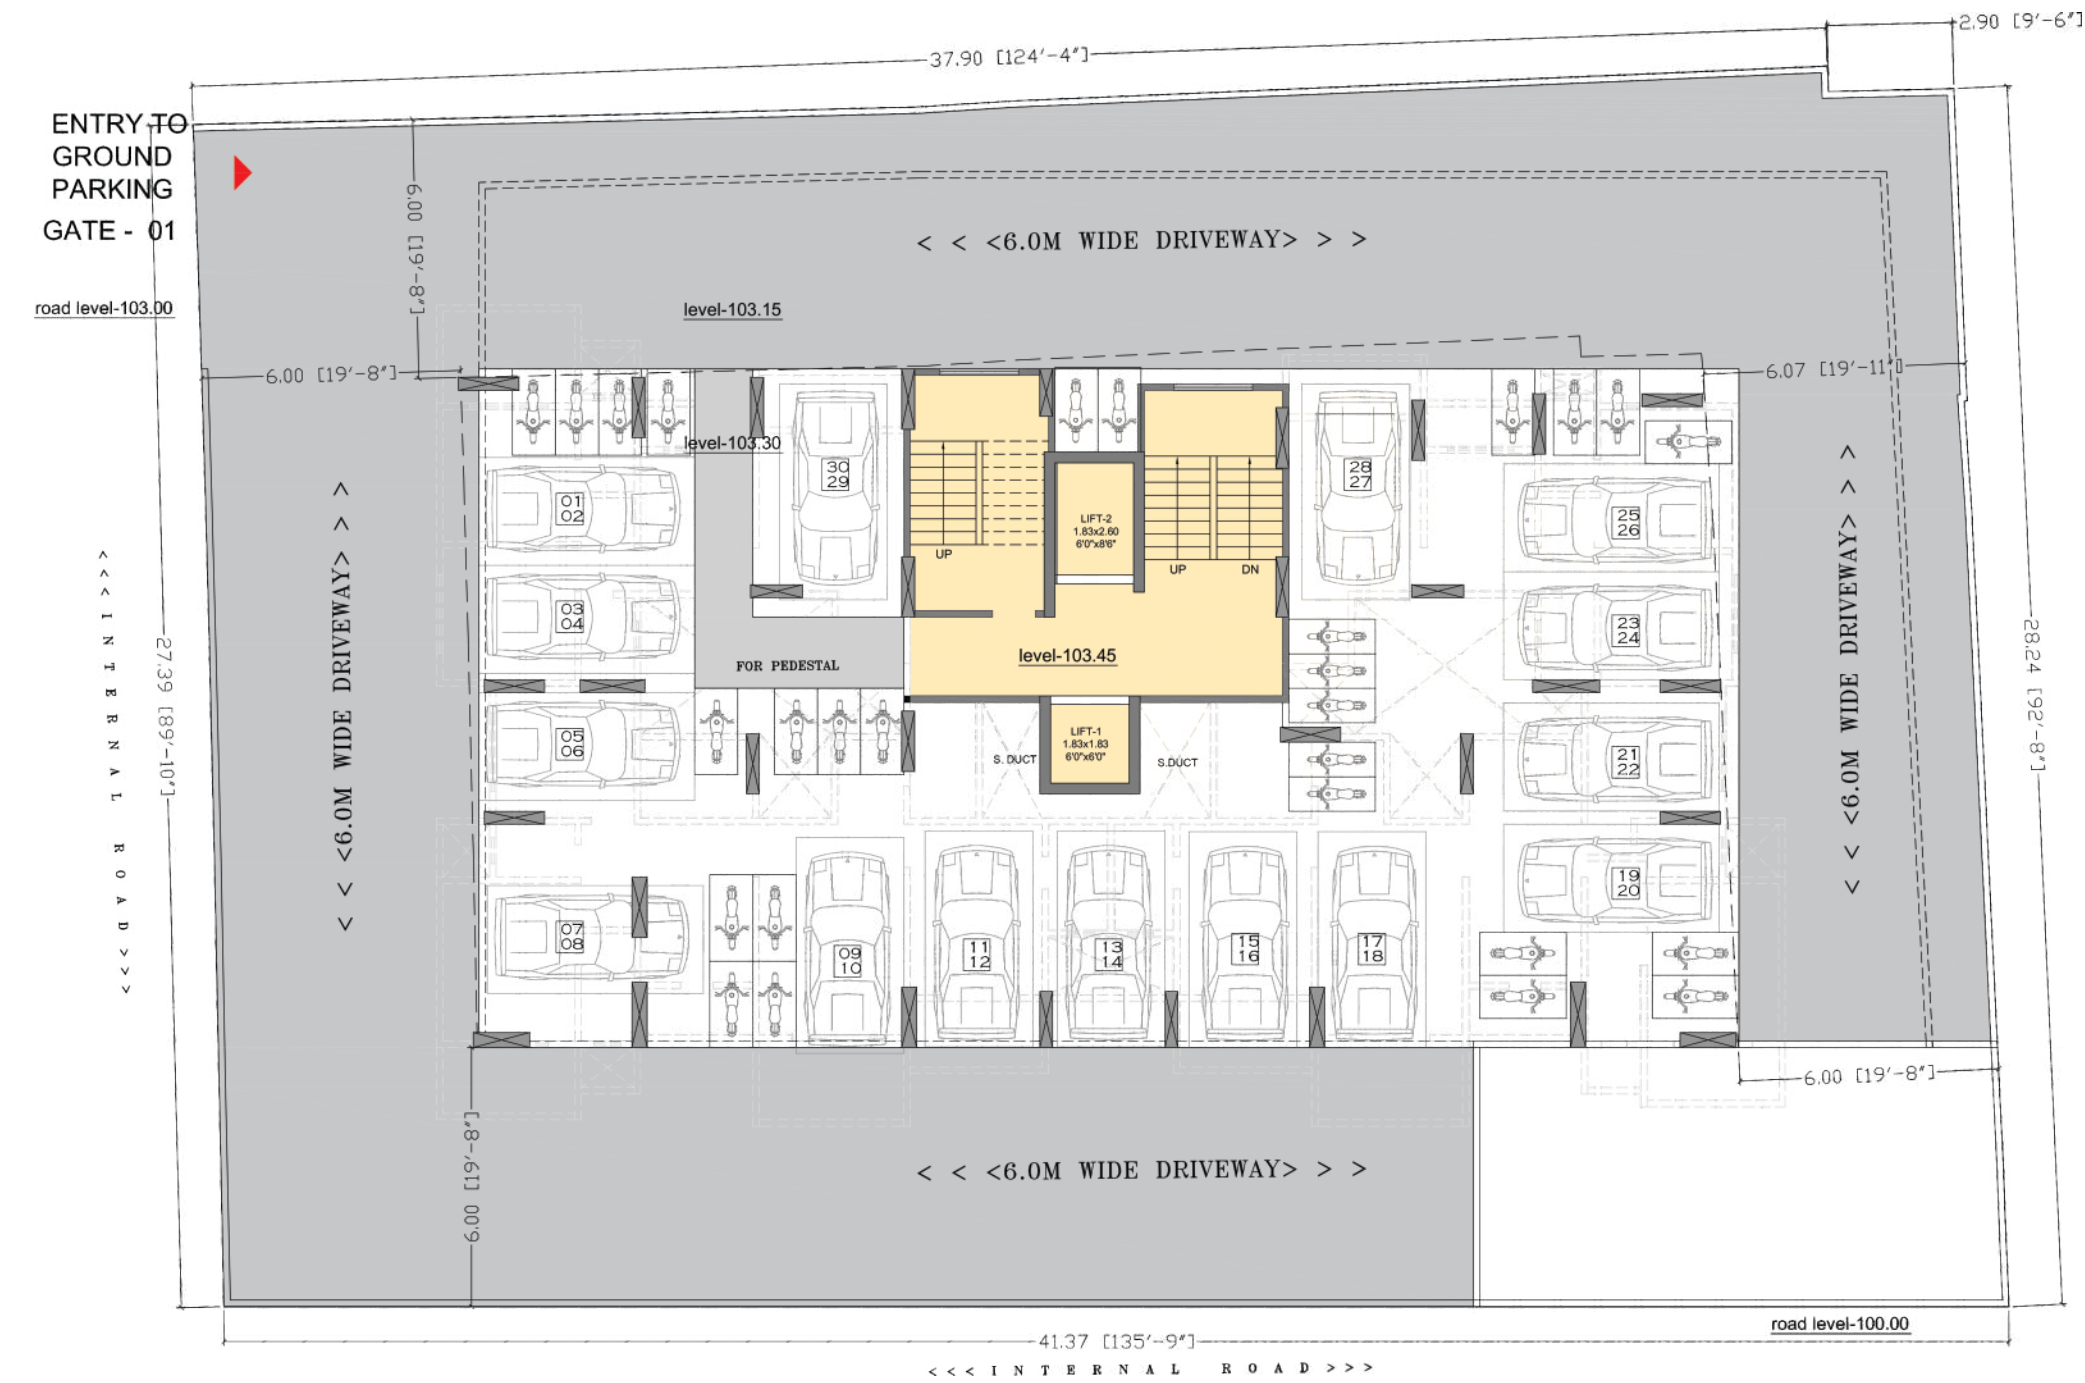 2.90 [9'-6"]
37.90 [124'-4"]
ENTRY TO
GROUND
PARKING
GATE - 01
6.00 [19'-8"]
< < <6.0M WIDE DRIVEWAY> > >
road level-103.00
level-103.15
6.00 [19'-8"]
6.07 [19'-11"]
level-103.30
30
29
28
27
01
02
25
26
LIFT-2
1.83x2.60
6'0"x8'6"
UP
UP
DN
03
04
23
24
< < <6.0M WIDE DRIVEWAY> > >
< < <6.0M WIDE DRIVEWAY> > >
<<< INTERNAL ROAD>>>
27.39 [89'-10"]
28.24 [92'-8"]
FOR PEDESTAL
level-103.45
05
06
21
22
LIFT-1
1.83x1.83
6'0"x6'0"
S. DUCT
S.DUCT
19
20
07
08
09
10
11
12
13
14
15
16
17
18
6.00 [19'-8"]
6.00 [19'-8"]
< < <6.0M WIDE DRIVEWAY> > >
road level-100.00
41.37 [135'-9"]
<<< INTERNAL ROAD>>>